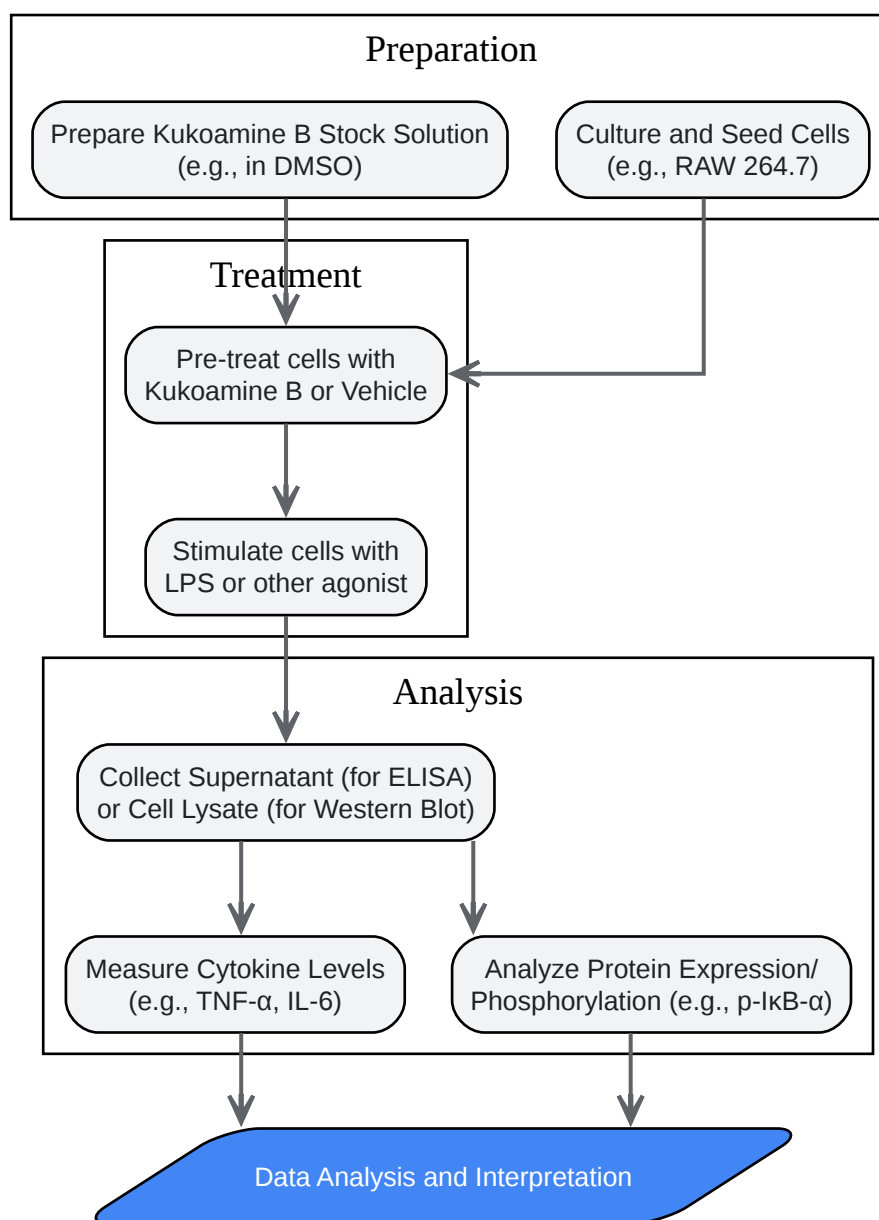 Preparation
Prepare Kukoamine B Stock Solution
(e.g., in DMSO)
Culture and Seed Cells
(e.g., RAW 264.7)
Treatment
Pre-treat cells with
Kukoamine B or Vehicle
Stimulate cells with
LPS or other agonist
Analysis
Collect Supernatant (for ELISA)
or Cell Lysate (for Western Blot)
Measure Cytokine Levels
(e.g., TNF-α, IL-6)
Analyze Protein Expression/
Phosphorylation (e.g., p-IκB-α)
Data Analysis and Interpretation